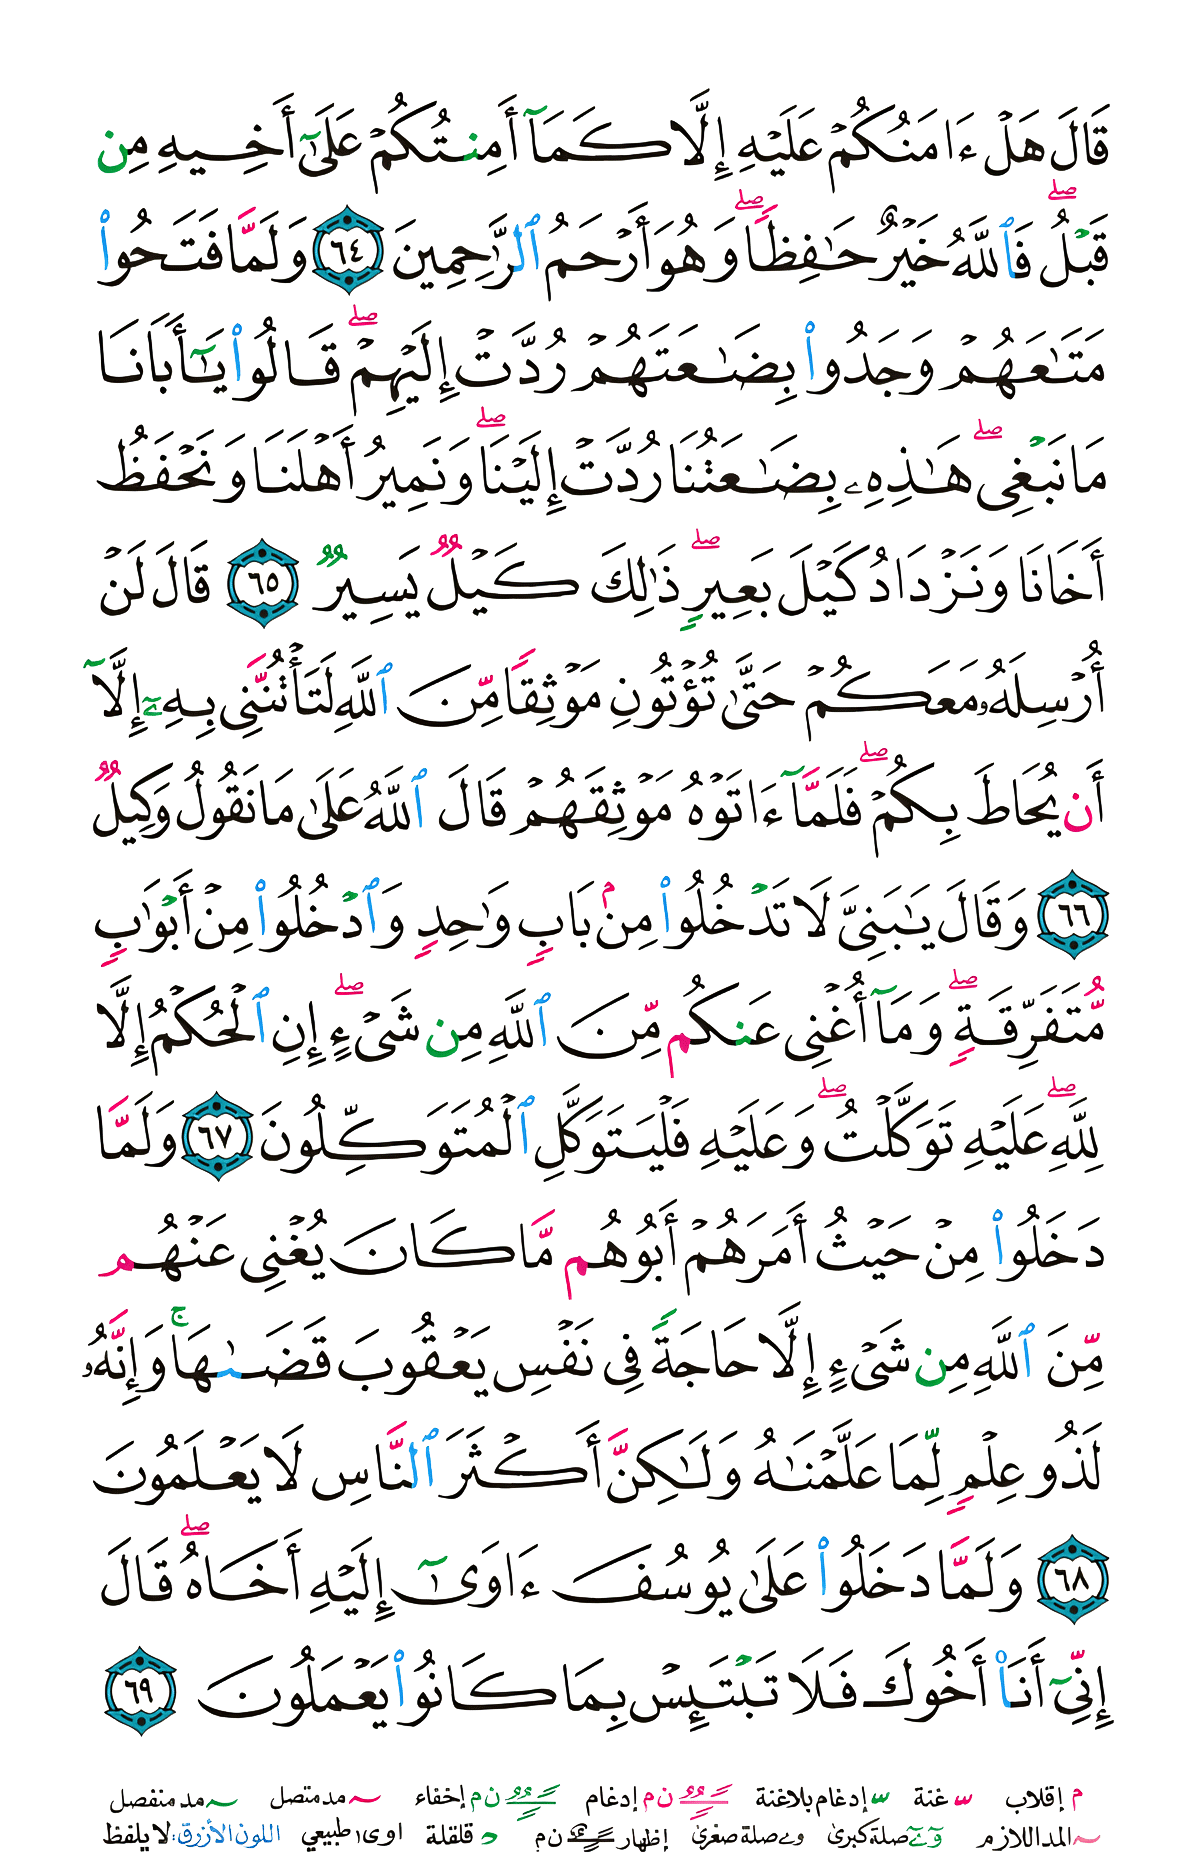 قَالَ هَلْ ءَامَنُكُمْ عَلَيْهِ إِلَّا كَمَآ أَمِنتُكُمْ عَلَىٰٓ أَخِيهِ مِن
قَبْلُ ۖ فَٱللَّهُ خَيْرٌ حَـٰفِظًا ۖ وَهُوَ أَرْحَمُ ٱلرَّٰحِمِينَ ٦٤ وَلَمَّا فَتَحُوا۟
مَتَـٰعَهُمْ وَجَدُوا۟ بِضَـٰعَتَهُمْ رُدَّتْ إِلَيْهِمْ ۖ قَالُوا۟ يَـٰٓأَبَانَا
مَا نَبْغِى ۖ هَـٰذِهِۦ بِضَـٰعَتُنَا رُدَّتْ إِلَيْنَا ۖ وَنَمِيرُ أَهْلَنَا وَنَحْفَظُ
أَخَانَا وَنَزْدَادُ كَيْلَ بَعِيرٍ ۖ ذَٰلِكَ كَيْلٌ يَسِيرٌ ٦٥ قَالَ لَنْ
أُرْسِلَهُۥ مَعَكُمْ حَتَّىٰ تُؤْتُونِ مَوْثِقًا مِّنَ ٱللَّهِ لَتَأْتُنَّنِى بِهِۦٓ إِلَّآ
أَن يُحَاطَ بِكُمْ ۖ فَلَمَّآ ءَاتَوْهُ مَوْثِقَهُمْ قَالَ ٱللَّهُ عَلَىٰ مَا نَقُولُ وَكِيلٌ
٦٦ وَقَالَ يَـٰبَنِىَّ لَا تَدْخُلُوا۟ مِنۢ بَابٍ وَٰحِدٍ وَٱدْخُلُوا۟ مِنْ أَبْوَٰبٍ
مُّتَفَرِّقَةٍ ۖ وَمَآ أُغْنِى عَنكُم مِّنَ ٱللَّهِ مِن شَىْءٍ ۖ إِنِ ٱلْحُكْمُ إِلَّا
لِلَّهِ ۖ عَلَيْهِ تَوَكَّلْتُ ۖ وَعَلَيْهِ فَلْيَتَوَكَّلِ ٱلْمُتَوَكِّلُونَ ٦٧ وَلَمَّا
دَخَلُوا۟ مِنْ حَيْثُ أَمَرَهُمْ أَبُوهُم مَّا كَانَ يُغْنِى عَنْهُم
مِّنَ ٱللَّهِ مِن شَىْءٍ إِلَّا حَاجَةً فِى نَفْسِ يَعْقُوبَ قَضَىٰهَا ۚ وَإِنَّهُۥ
لَذُو عِلْمٍ لِّمَا عَلَّمْنَـٰهُ وَلَـٰكِنَّ أَكْثَرَ ٱلنَّاسِ لَا يَعْلَمُونَ
٦٨ وَلَمَّا دَخَلُوا۟ عَلَىٰ يُوسُفَ ءَاوَىٰٓ إِلَيْهِ أَخَاهُ ۖ قَالَ
إِنِّىٓ أَنَا۠ أَخُوكَ فَلَا تَبْتَئِسْ بِمَا كَانُوا۟ يَعْمَلُونَ ٦٩
م إقلاب غنة إدغام بلاغنة ن م إدغام ن م إخفاء مد متصل مد منفصل
المد اللازم صلة كبرى و ے صلة صغرى إظهار ن م قلقلة اوى ١ طبيعي اللون الأزرق: لا يلفظ